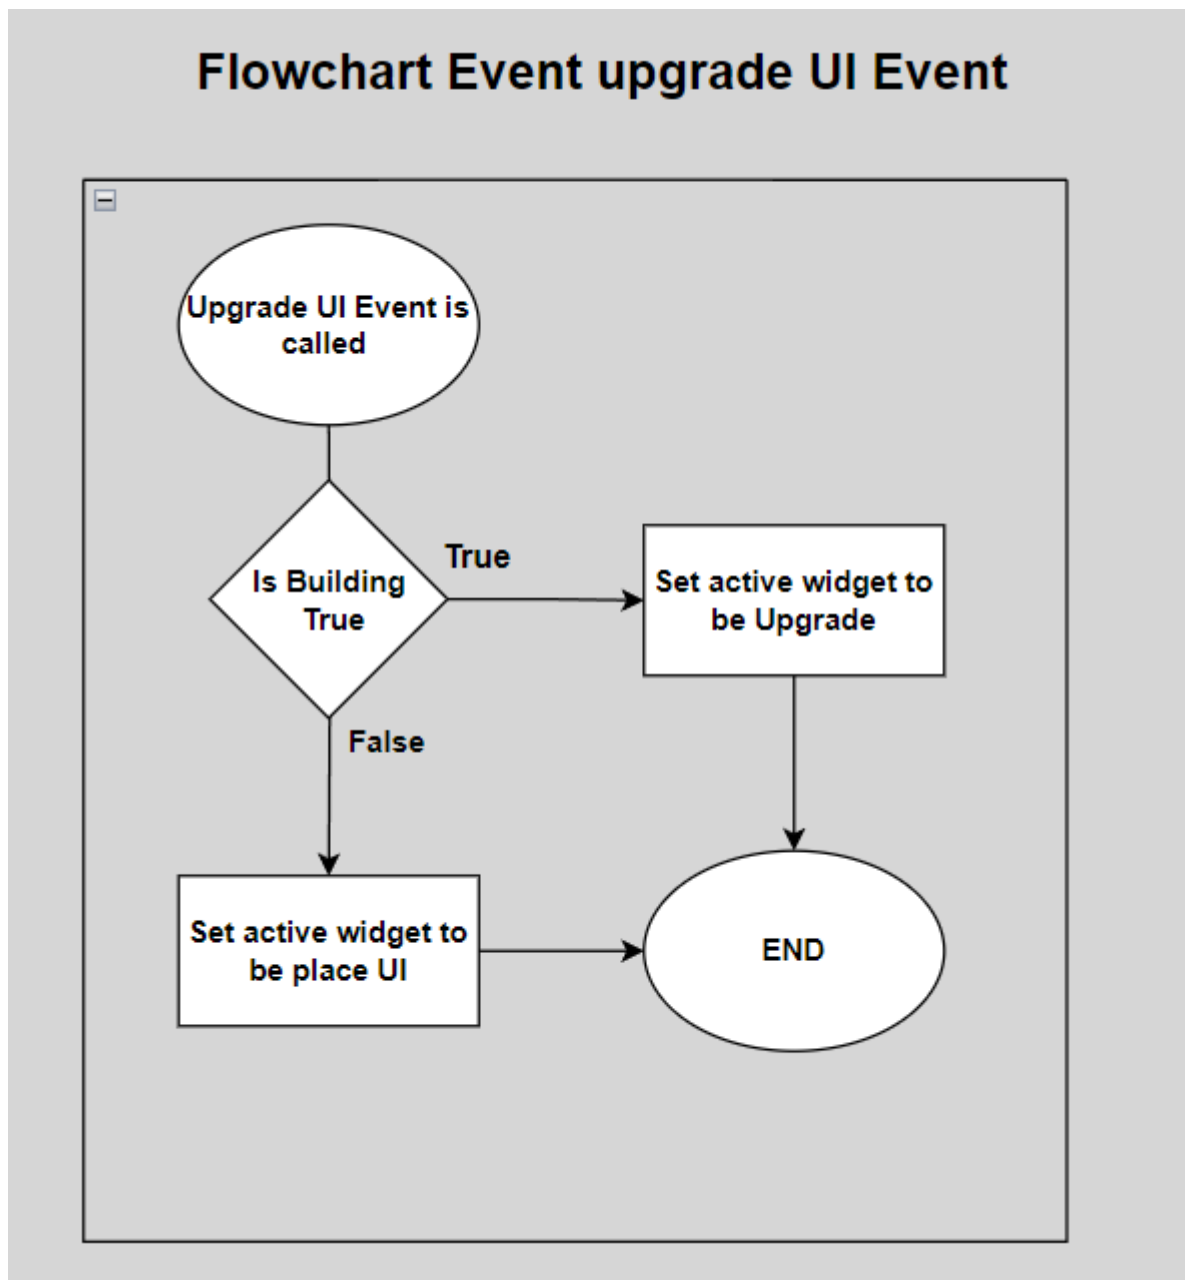 Flowchart Event upgrade UI Event
Upgrade UI Event is
called
Is Building
True
True
Set active widget to
be Upgrade
False
Set active widget to
be place UI
END